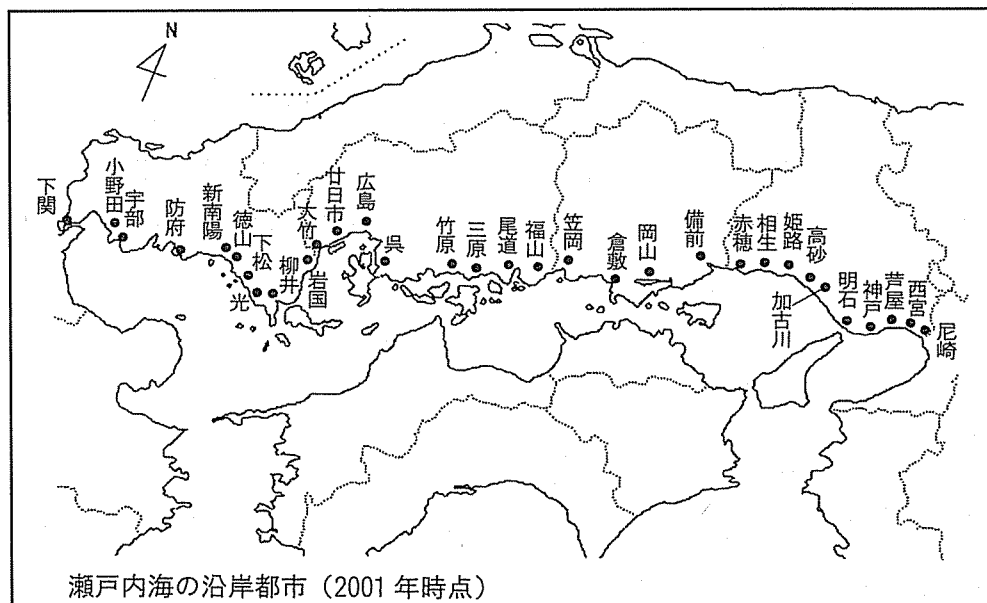 N
下関
小野田
宇部
防府
新南陽
徳山
下松
光
柳井
岩国
大竹
廿日市
広島
呉
竹原
三原
尾道
福山
笠岡
倉敷
岡山
備前
赤穂
相生
姫路
高砂
加古川
明石
神戸
芦屋
西宮
尼崎
瀬戸内海の沿岸都市（2001年時点）